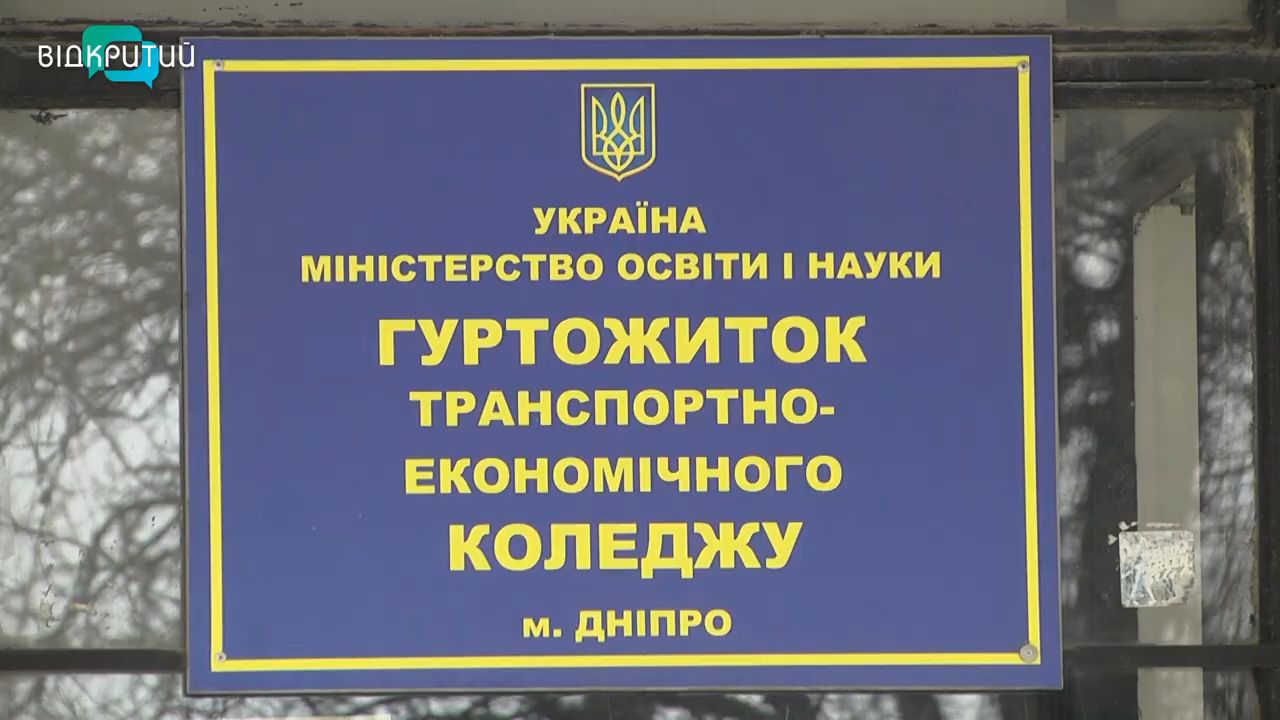 ВІДКРИТИЙ
УКРАЇНА
МІНІСТЕРСТВО ОСВІТИ І НАУКИ
ГУРТОЖИТОК
ТРАНСПОРТНО-
ЕКОНОМІЧНОГО
КОЛЕДЖУ
м. ДНІПРО